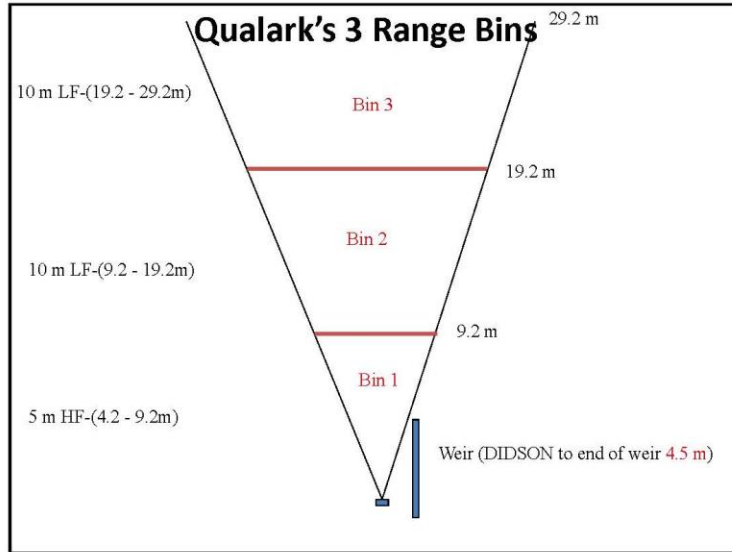 Qualark’s 3 Range Bins
29.2 m
10 m LF-(19.2 - 29.2m)
Bin 3
19.2 m
Bin 2
10 m LF-(9.2 - 19.2m)
9.2 m
Bin 1
5 m HF-(4.2 - 9.2m)
Weir (DIDSON to end of weir 4.5 m)